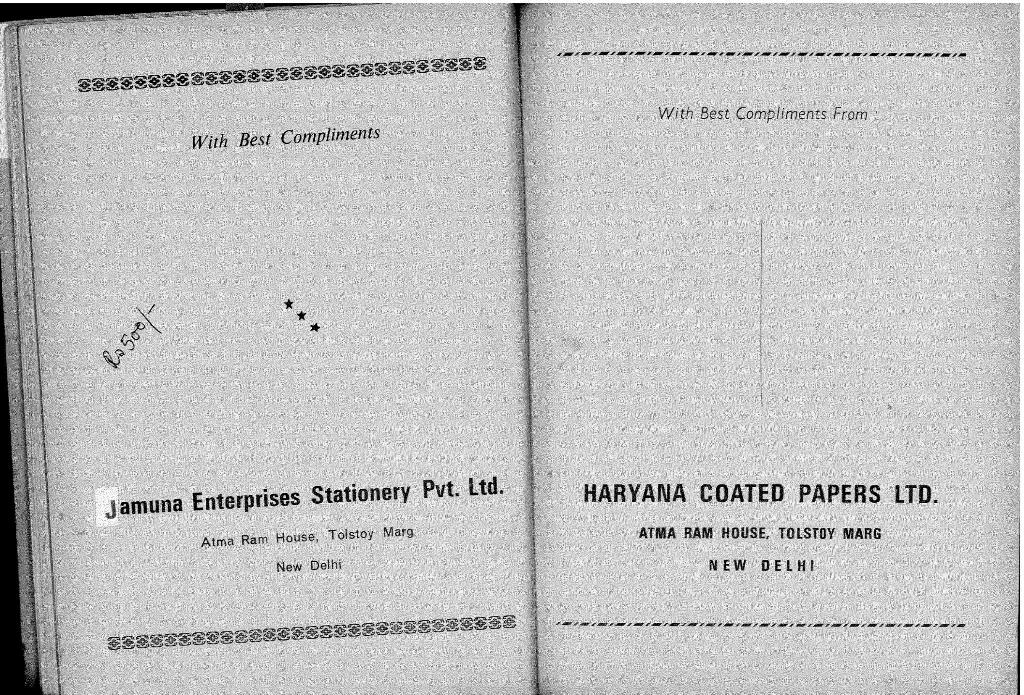 With Best Compliments
Rs 500/-
Jamuna Enterprises Stationery Pvt. Ltd.
Atma Ram House, Tolstoy Marg
New Delhi
With Best Compliments From :
HARYANA COATED PAPERS LTD.
ATMA RAM HOUSE, TOLSTOY MARG
NEW DELHI